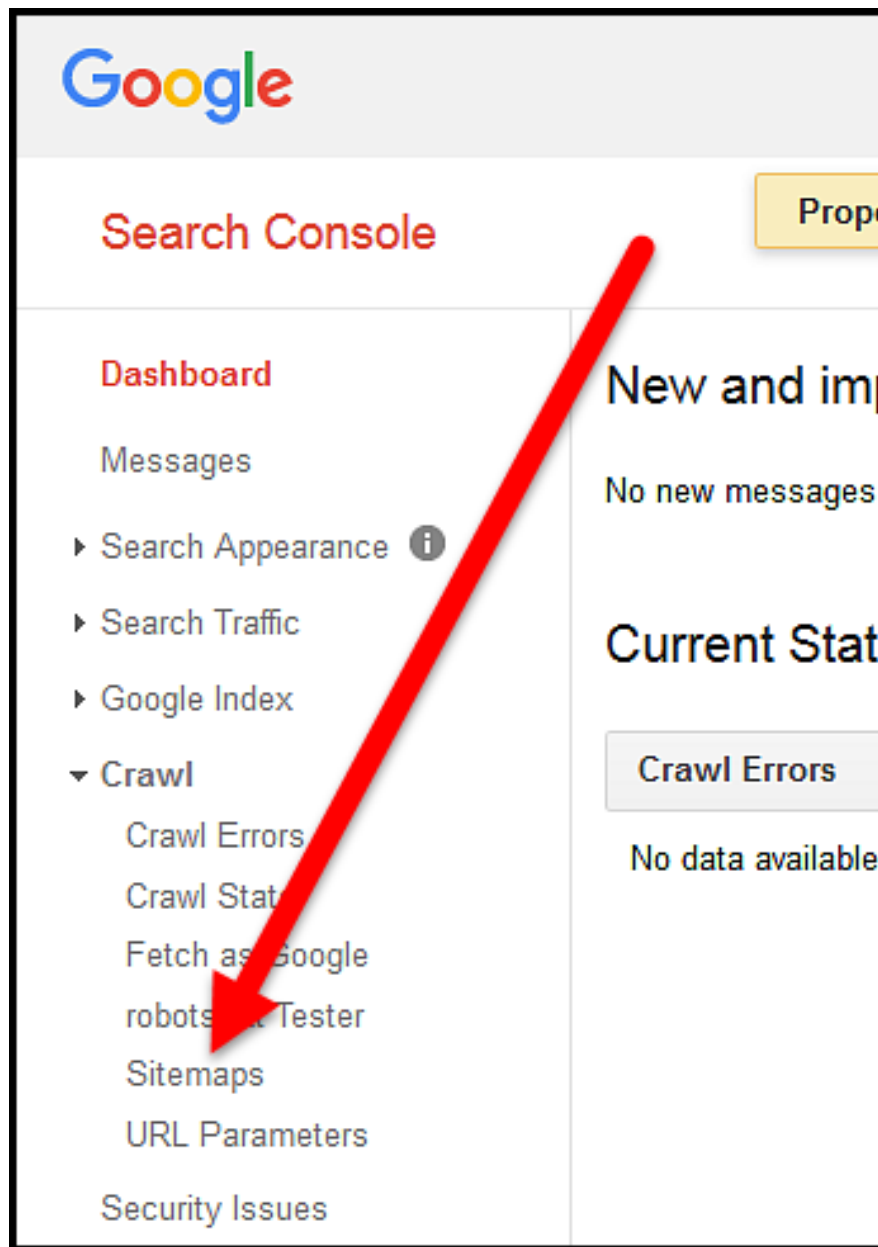 Google
Search Console
Prop
Dashboard
Messages
Search Appearance
Search Traffic
Google Index
Crawl
Crawl Errors
Crawl Stat
Fetch as Google
robots Tester
Sitemaps
URL Parameters
Security Issues
New and imp
No new messages
Current Stat
Crawl Errors
No data available